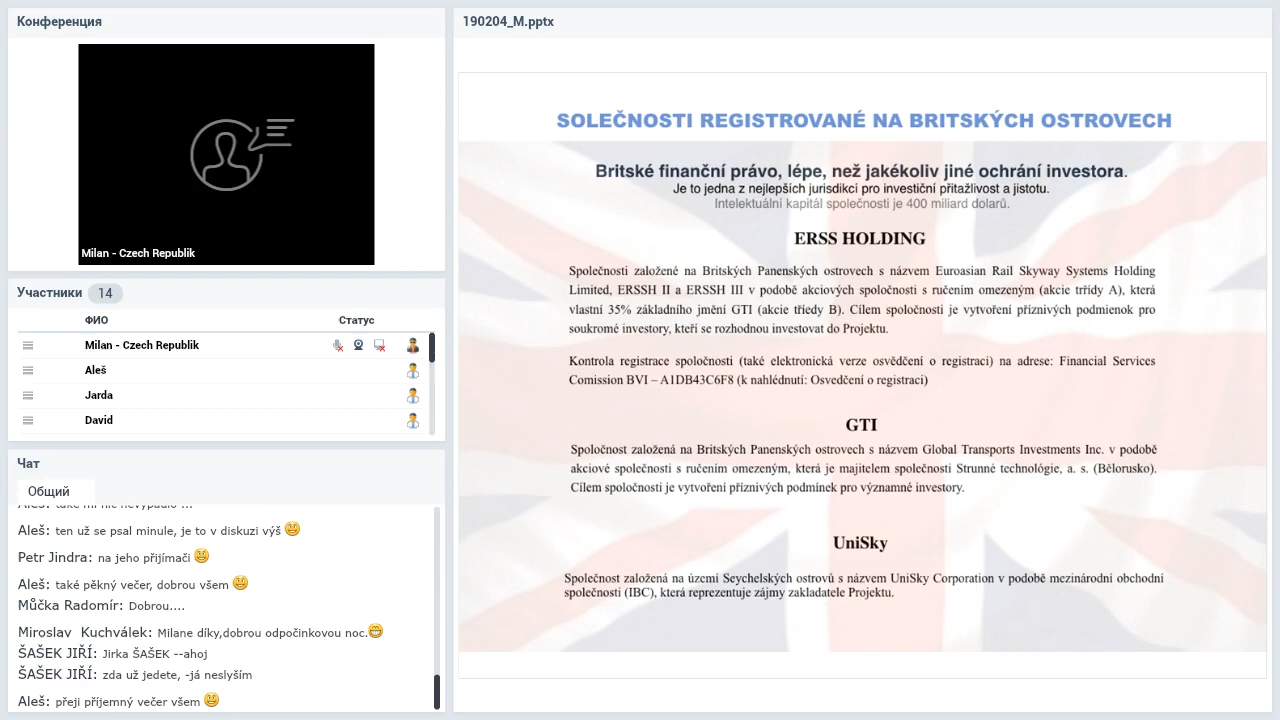 Конференция
Milan - Czech Republik
Участники 14
ФИО Статус
Milan - Czech Republik
Aleš
Jarda
David
Чат
Общий
Aleš: také mi nic nevypadlo ...
Aleš: ten už se psal minule, je to v diskuzi výš
Petr Jindra: na jeho přijímači
Aleš: také pěkný večer, dobrou všem
Můčka Radomír: Dobrou....
Miroslav Kuchválek: Milane díky,dobrou odpočinkovou noc.
ŠAŠEK JIŘÍ: Jirka ŠAŠEK --ahoj
ŠAŠEK JIŘÍ: zda už jedete, -já neslyším
Aleš: přeji příjemný večer všem
190204_M.pptx
SOLEČNOSTI REGISTROVANÉ NA BRITSKÝCH OSTROVECH
Britské finanční právo, lépe, než jakékoliv jiné ochrání investora.
Je to jedna z nejlepších jurisdikcí pro investiční přitažlivost a jistotu.
Intelektuální kapitál společnosti je 400 miliard dolarů.
ERSS HOLDING
Společnosti založené na Britských Panenských ostrovech s názvem Euroasian Rail Skyway Systems Holding
Limited, ERSSH II a ERSSH III v podobě akciových spoločnosti s ručením omezeným (akcie třídy A), která
vlastní 35% základního jmění GTI (akcie tříedy B). Cílem spoločnosti je vytvoření příznivých podmienok pro
soukromé investory, kteří se rozhodnou investovat do Projektu.
Kontrola registrace spoločnosti (také elektronická verze osvědčení o registraci) na adrese: Financial Services
Comission BVI – A1DB43C6F8 (k nahlédnutí: Osvedčení o registraci)
GTI
Spoločnost založená na Britských Panenských ostrovech s názvem Global Transports Investments Inc. v podobě
akciové společnosti s ručením omezeným, která je majitelem společnosti Strunné technológie, a. s. (Bělorusko).
Cílem spoločnosti je vytvoření příznivých podmínek pro významné investory.
UniSky
Společnost založená na území Seychelských ostrovů s názvem UniSky Corporation v podobě mezinárodní obchodní
společnosti (IBC), která reprezentuje zájmy zakladatele Projektu.